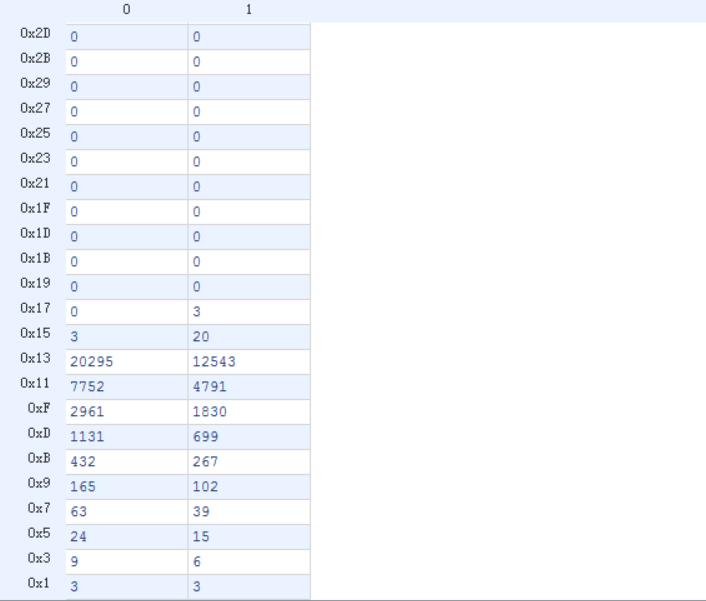 0 1
0x2D 0 0
0x2B 0 0
0x29 0 0
0x27 0 0
0x25 0 0
0x23 0 0
0x21 0 0
0x1F 0 0
0x1D 0 0
0x1B 0 0
0x19 0 0
0x17 0 3
0x15 3 20
0x13 20295 12543
0x11 7752 4791
0xF 2961 1830
0xD 1131 699
0xB 432 267
0x9 165 102
0x7 63 39
0x5 24 15
0x3 9 6
0x1 3 3